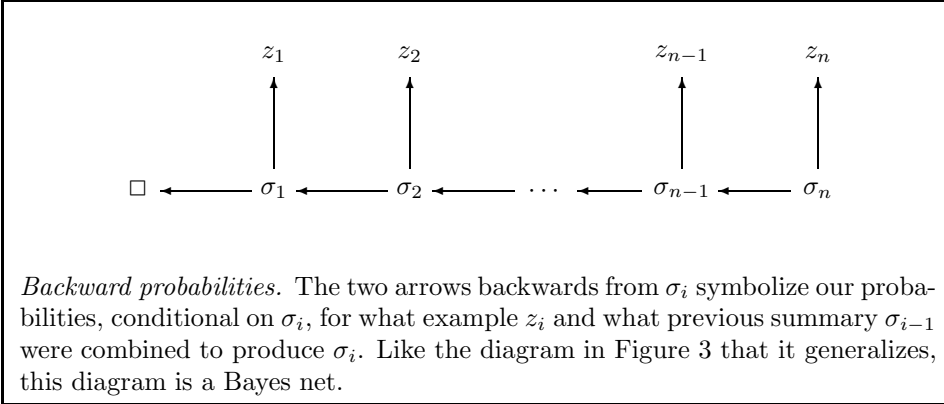 z₁ z₂ zₙ₋₁ zₙ
□ σ₁ σ₂ ⋯ σₙ₋₁ σₙ
Backward probabilities. The two arrows backwards from σᵢ symbolize our proba-
bilities, conditional on σᵢ, for what example zᵢ and what previous summary σᵢ₋₁
were combined to produce σᵢ. Like the diagram in Figure 3 that it generalizes,
this diagram is a Bayes net.